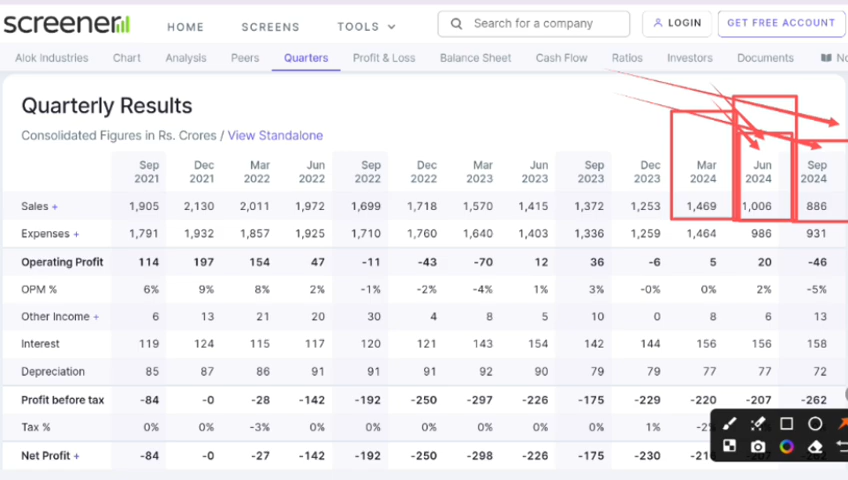 screener
HOME SCREENS TOOLS Search for a company LOGIN GET FREE ACCOUNT
Alok Industries Chart Analysis Peers Quarters Profit & Loss Balance Sheet Cash Flow Ratios Investors Documents
Quarterly Results
Consolidated Figures in Rs. Crores / View Standalone
Sep Dec Mar Jun Sep Dec Mar Jun Sep Dec Mar Jun Sep
2021 2021 2022 2022 2022 2022 2023 2023 2023 2023 2024 2024 2024
Sales + 1,905 2,130 2,011 1,972 1,699 1,718 1,570 1,415 1,372 1,253 1,469 1,006 886
Expenses + 1,791 1,932 1,857 1,925 1,710 1,760 1,640 1,403 1,336 1,259 1,464 986 931
Operating Profit 114 197 154 47 -11 -43 -70 12 36 -6 5 20 -46
OPM % 6% 9% 8% 2% -1% -2% -4% 1% 3% -0% 0% 2% -5%
Other Income + 6 13 21 20 30 4 8 5 10 0 8 6 13
Interest 119 124 115 117 120 121 143 154 142 144 156 156 158
Depreciation 85 87 86 91 91 91 92 90 79 79 77 77 72
Profit before tax -84 -0 -28 -142 -192 -250 -297 -226 -175 -229 -220 -207 -262
Tax % 0% 0% -3% 0% 0% 0% 0% 0% 0% 1%
Net Profit + -84 -0 -27 -142 -192 -250 -298 -226 -175 -230